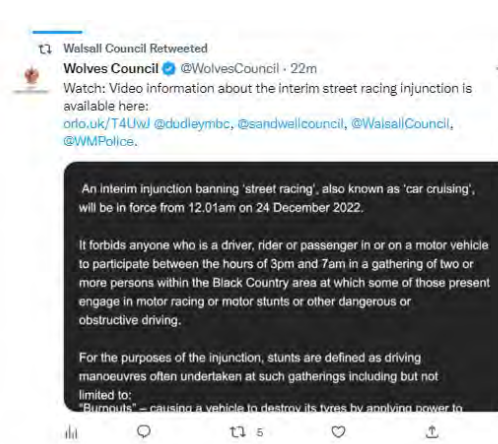 Walsall Council Retweeted
Wolves Council @WolvesCouncil · 22m
Watch: Video information about the interim street racing injunction is
available here:
orlo.uk/T4UwJ @dudleymbc, @sandwellcouncil, @WalsallCouncil,
@WMPolice.
An interim injunction banning 'street racing', also known as 'car cruising',
will be in force from 12.01am on 24 December 2022.
It forbids anyone who is a driver, rider or passenger in or on a motor vehicle
to participate between the hours of 3pm and 7am in a gathering of two or
more persons within the Black Country area at which some of those present
engage in motor racing or motor stunts or other dangerous or
obstructive driving.
For the purposes of the injunction, stunts are defined as driving
manoeuvres often undertaken at such gatherings including but not
limited to:
"Burnouts" – causing a vehicle to destroy its tyres by applying power to
5